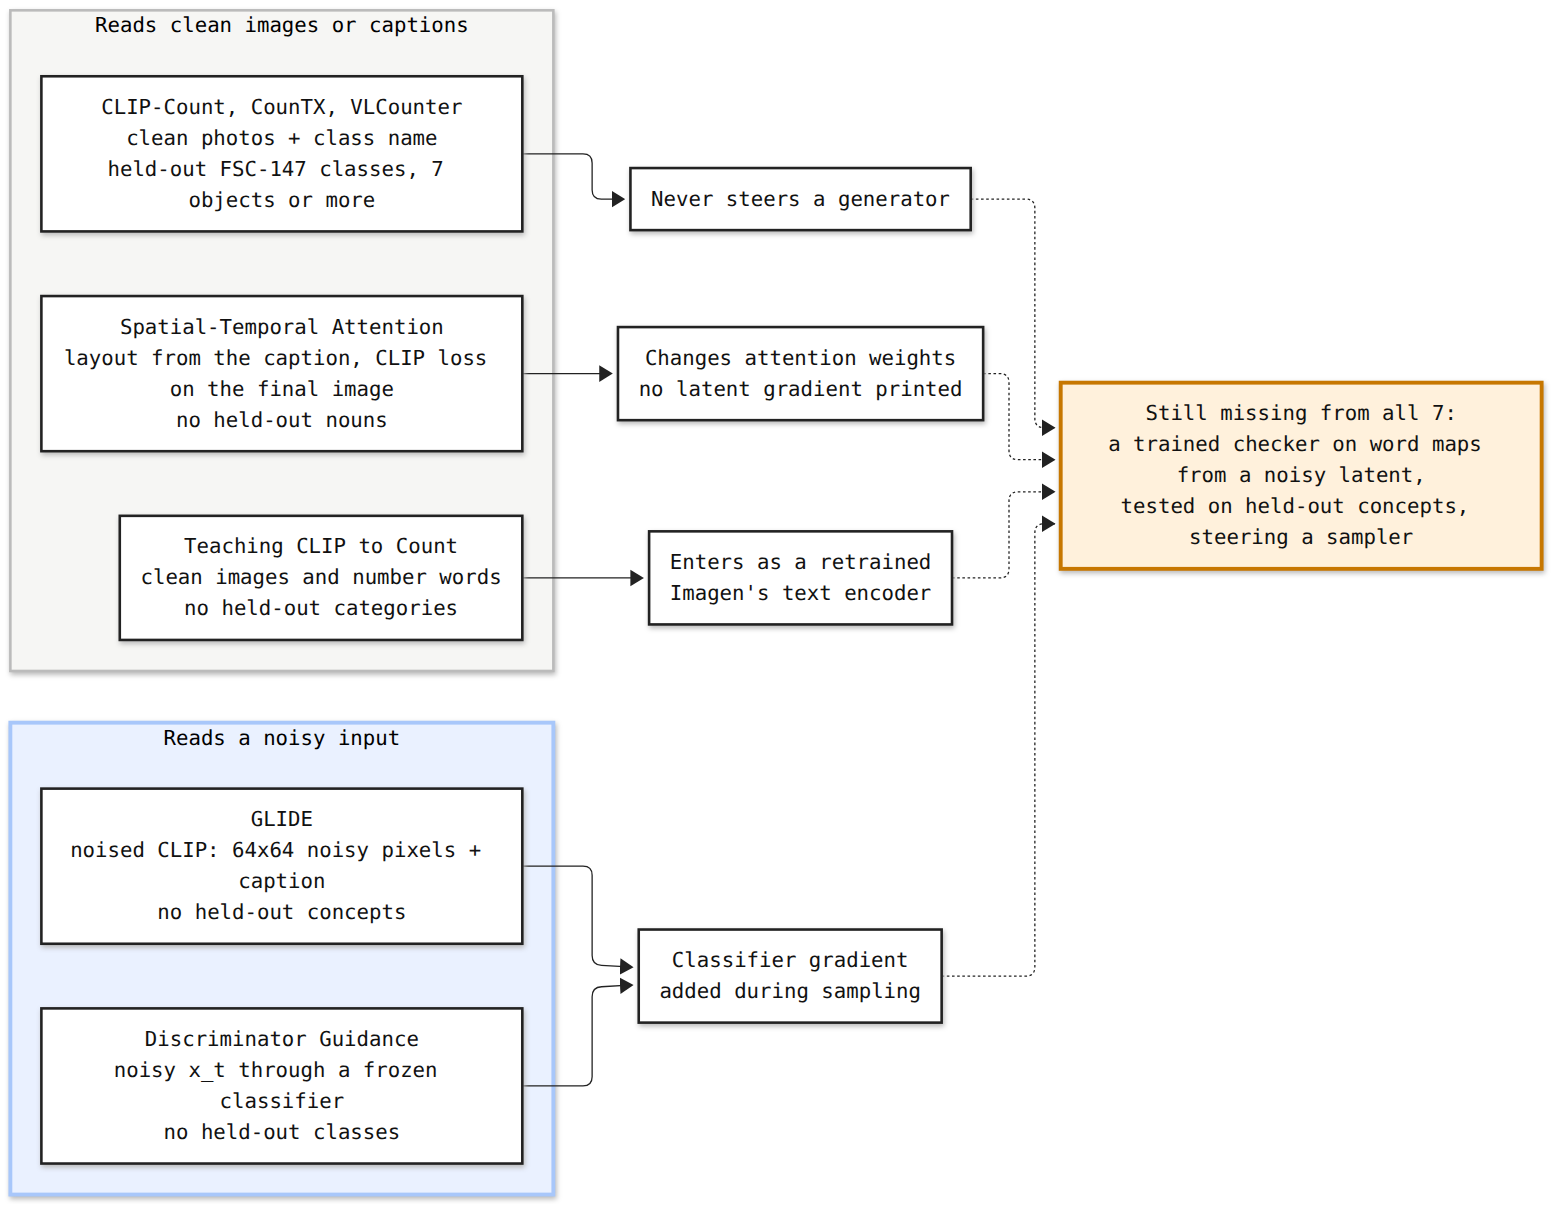 Reads clean images or captions
CLIP-Count, CounTX, VLCounter
clean photos + class name
held-out FSC-147 classes, 7
objects or more
Never steers a generator
Spatial-Temporal Attention
layout from the caption, CLIP loss
on the final image
no held-out nouns
Changes attention weights
no latent gradient printed
Still missing from all 7:
a trained checker on word maps
from a noisy latent,
tested on held-out concepts,
steering a sampler
Teaching CLIP to Count
clean images and number words
no held-out categories
Enters as a retrained
Imagen's text encoder
Reads a noisy input
GLIDE
noised CLIP: 64x64 noisy pixels +
caption
no held-out concepts
Classifier gradient
added during sampling
Discriminator Guidance
noisy x_t through a frozen
classifier
no held-out classes